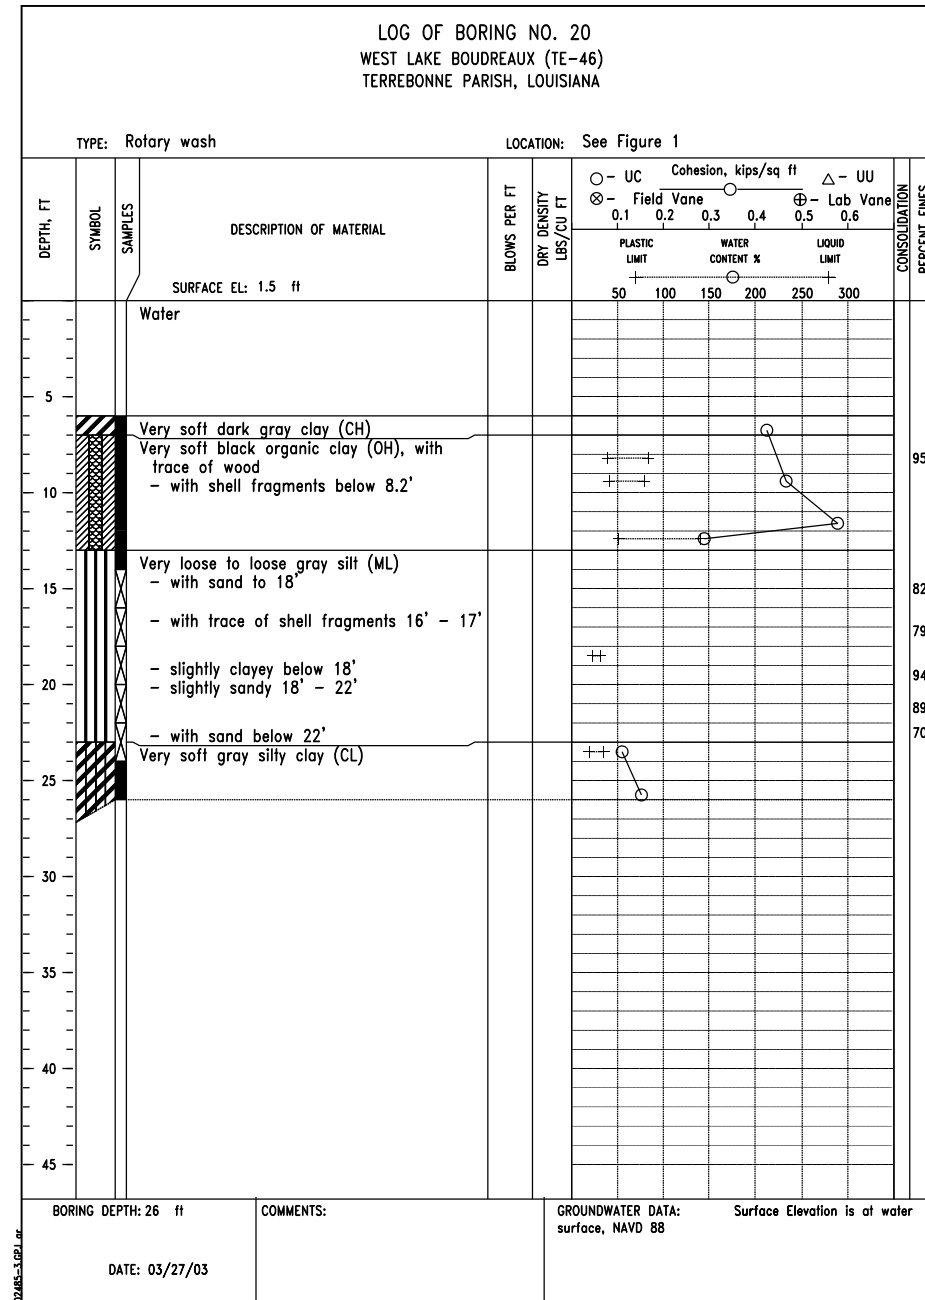 LOG OF BORING NO. 20
WEST LAKE BOUDREAUX (TE-46)
TERREBONNE PARISH, LOUISIANA
TYPE: Rotary wash
LOCATION: See Figure 1
DEPTH, FT
SYMBOL
SAMPLES
DESCRIPTION OF MATERIAL
SURFACE EL: 1.5 ft
BLOWS PER FT
DRY DENSITY
LBS/CU FT
Cohesion, kips/sq ft
- UC
- UU
- Field Vane
- Lab Vane
0.1 0.2 0.3 0.4 0.5 0.6
PLASTIC LIMIT
WATER CONTENT %
LIQUID LIMIT
50 100 150 200 250 300
CONSOLIDATION
PERCENT FINES
Water
5
Very soft dark gray clay (CH)
Very soft black organic clay (OH), with
trace of wood
95
- with shell fragments below 8.2'
10
Very loose to loose gray silt (ML)
- with sand to 18'
15
82
- with trace of shell fragments 16' - 17'
79
- slightly clayey below 18'
94
- slightly sandy 18' - 22'
20
89
- with sand below 22'
70
Very soft gray silty clay (CL)
25
30
35
40
45
BORING DEPTH: 26 ft
DATE: 03/27/03
COMMENTS:
GROUNDWATER DATA: Surface Elevation is at water
surface, NAVD 88